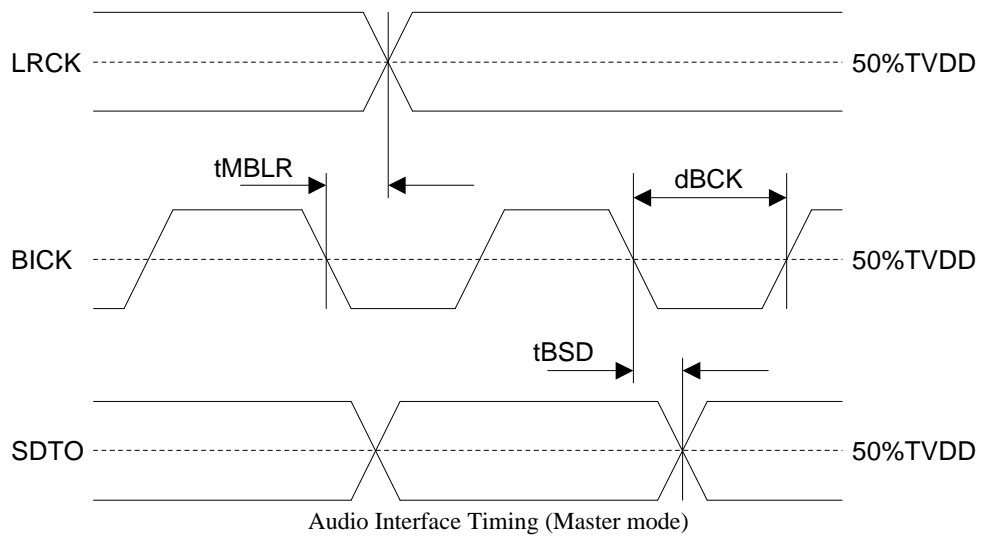 LRCK 50%TVDD
tMBLR dBCK
BICK 50%TVDD
tBSD
SDTO 50%TVDD
Audio Interface Timing (Master mode)